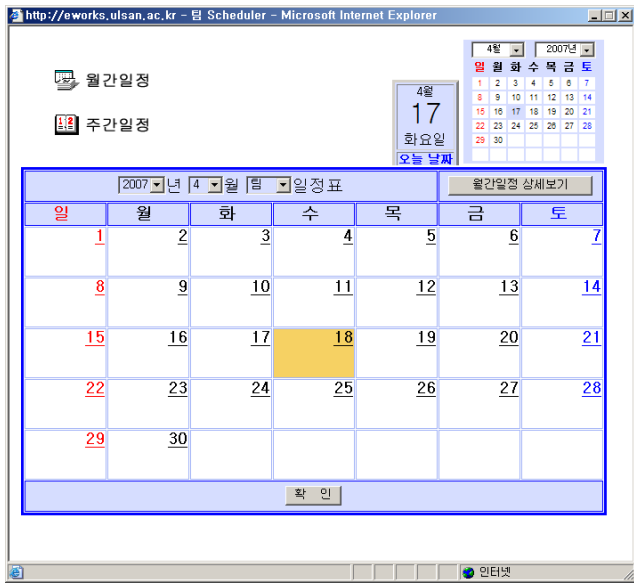 http://eworks.ulsan.ac.kr - 팀 Scheduler - Microsoft Internet Explorer
월간일정
주간일정
4월
17
화요일
오늘 날짜
4월 2007년
일 월 화 수 목 금 토
1 2 3 4 5 6 7
8 9 10 11 12 13 14
15 16 17 18 19 20 21
22 23 24 25 26 27 28
29 30
2007 년 4 월 팀 일정표 월간일정 상세보기
일 월 화 수 목 금 토
1 2 3 4 5 6 7
8 9 10 11 12 13 14
15 16 17 18 19 20 21
22 23 24 25 26 27 28
29 30
확 인
인터넷